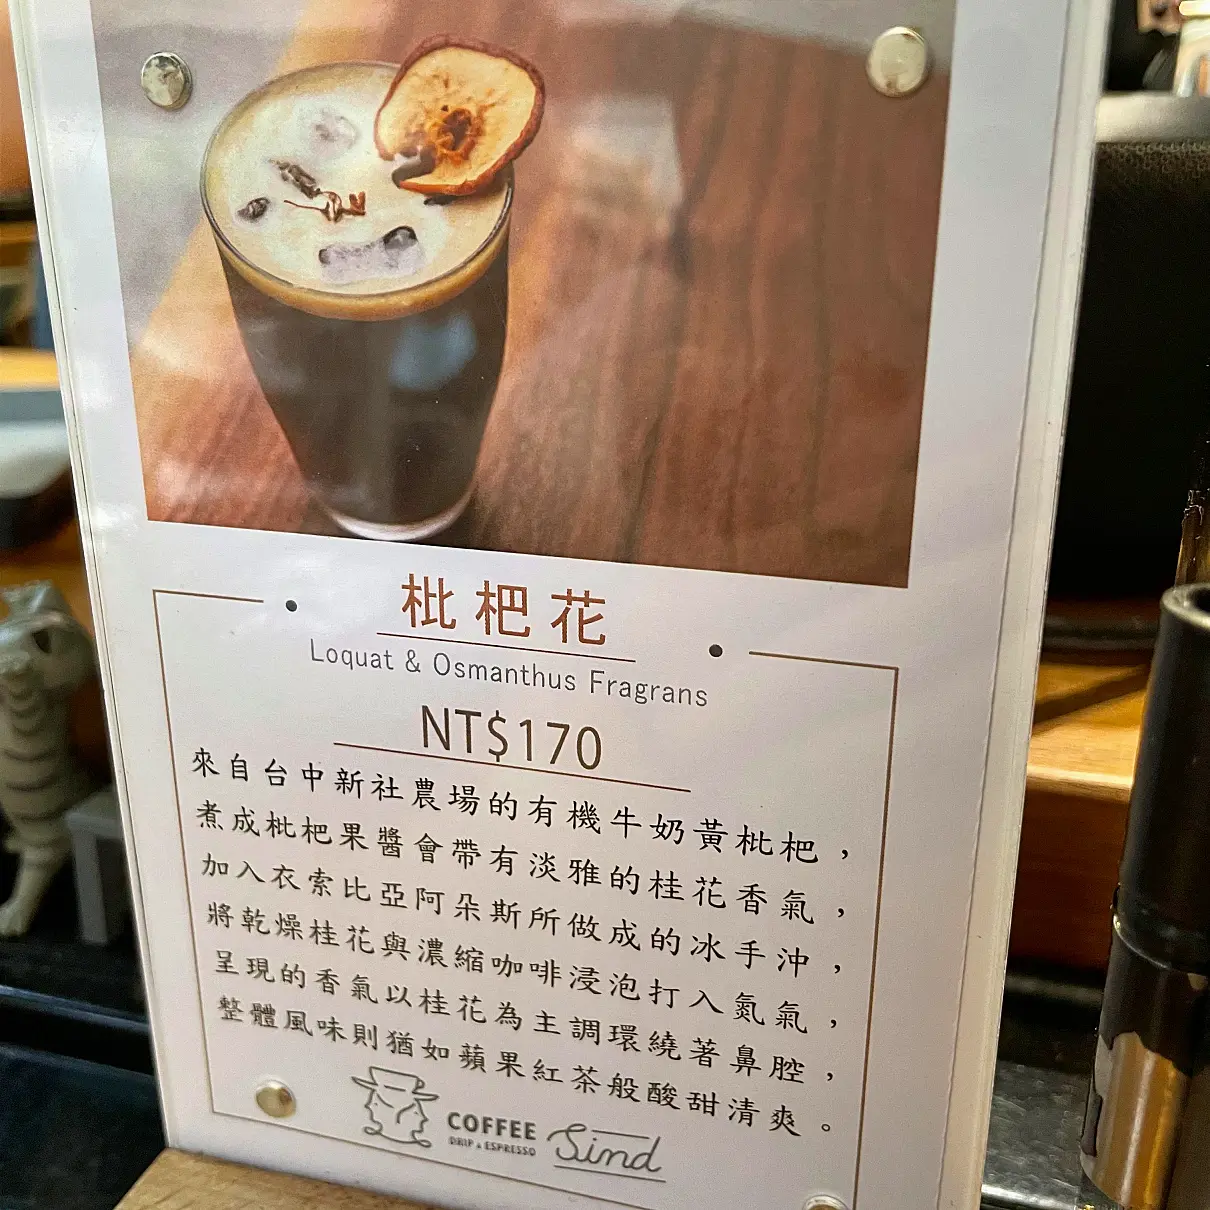 枇杷花
Loquat & Osmanthus Fragrans
NT$170
來自台中新社農場的有機牛奶黃枇杷，
煮成枇杷果醬會帶有淡雅的桂花香氣，
加入衣索比亞阿朵斯所做成的冰手沖，
將乾燥桂花與濃縮咖啡浸泡打入氮氣，
呈現的香氣以桂花為主調環繞著鼻腔，
整體風味則猶如蘋果紅茶般酸甜清爽。
COFFEE Sind
DRIP & ESPRESSO